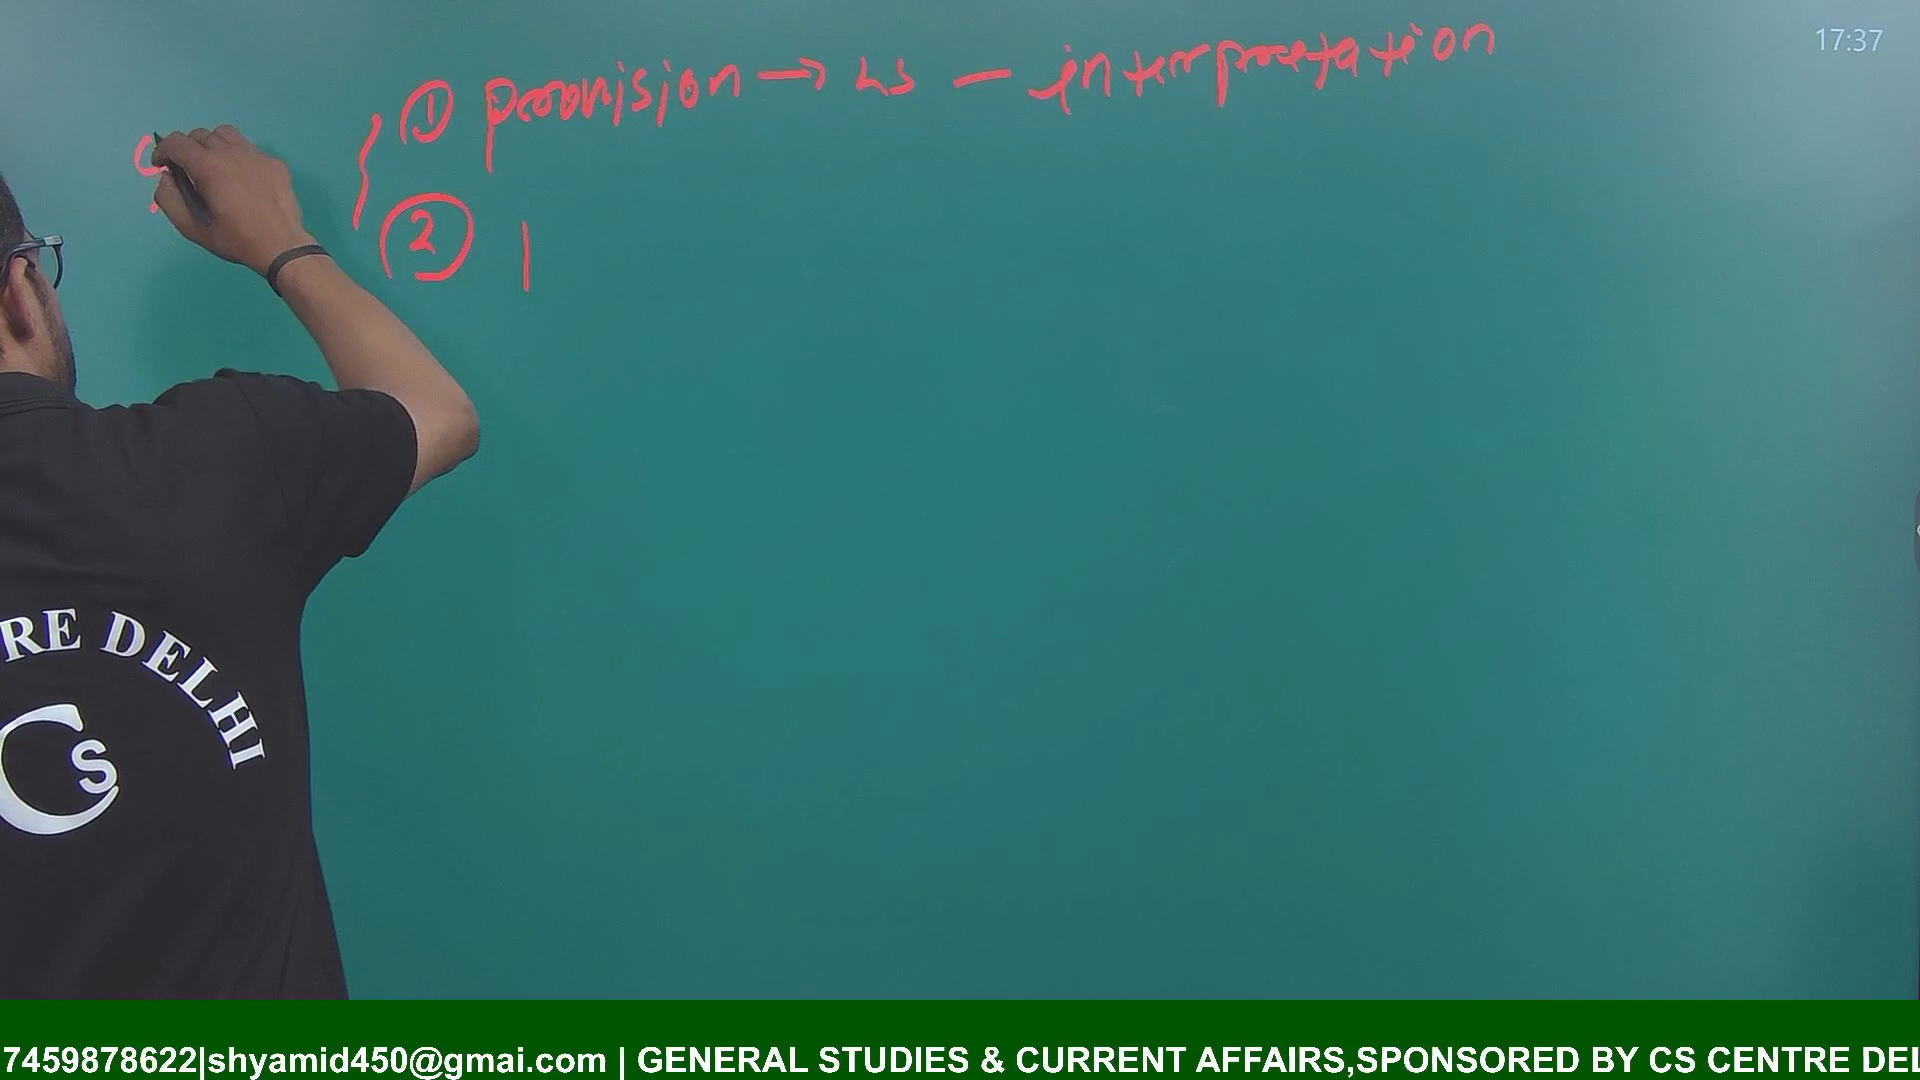 17:37
① provision → LS — interpretation
②
RE DELHI
Cs
7459878622|shyamid450@gmai.com | GENERAL STUDIES & CURRENT AFFAIRS,SPONSORED BY CS CENTRE DEL